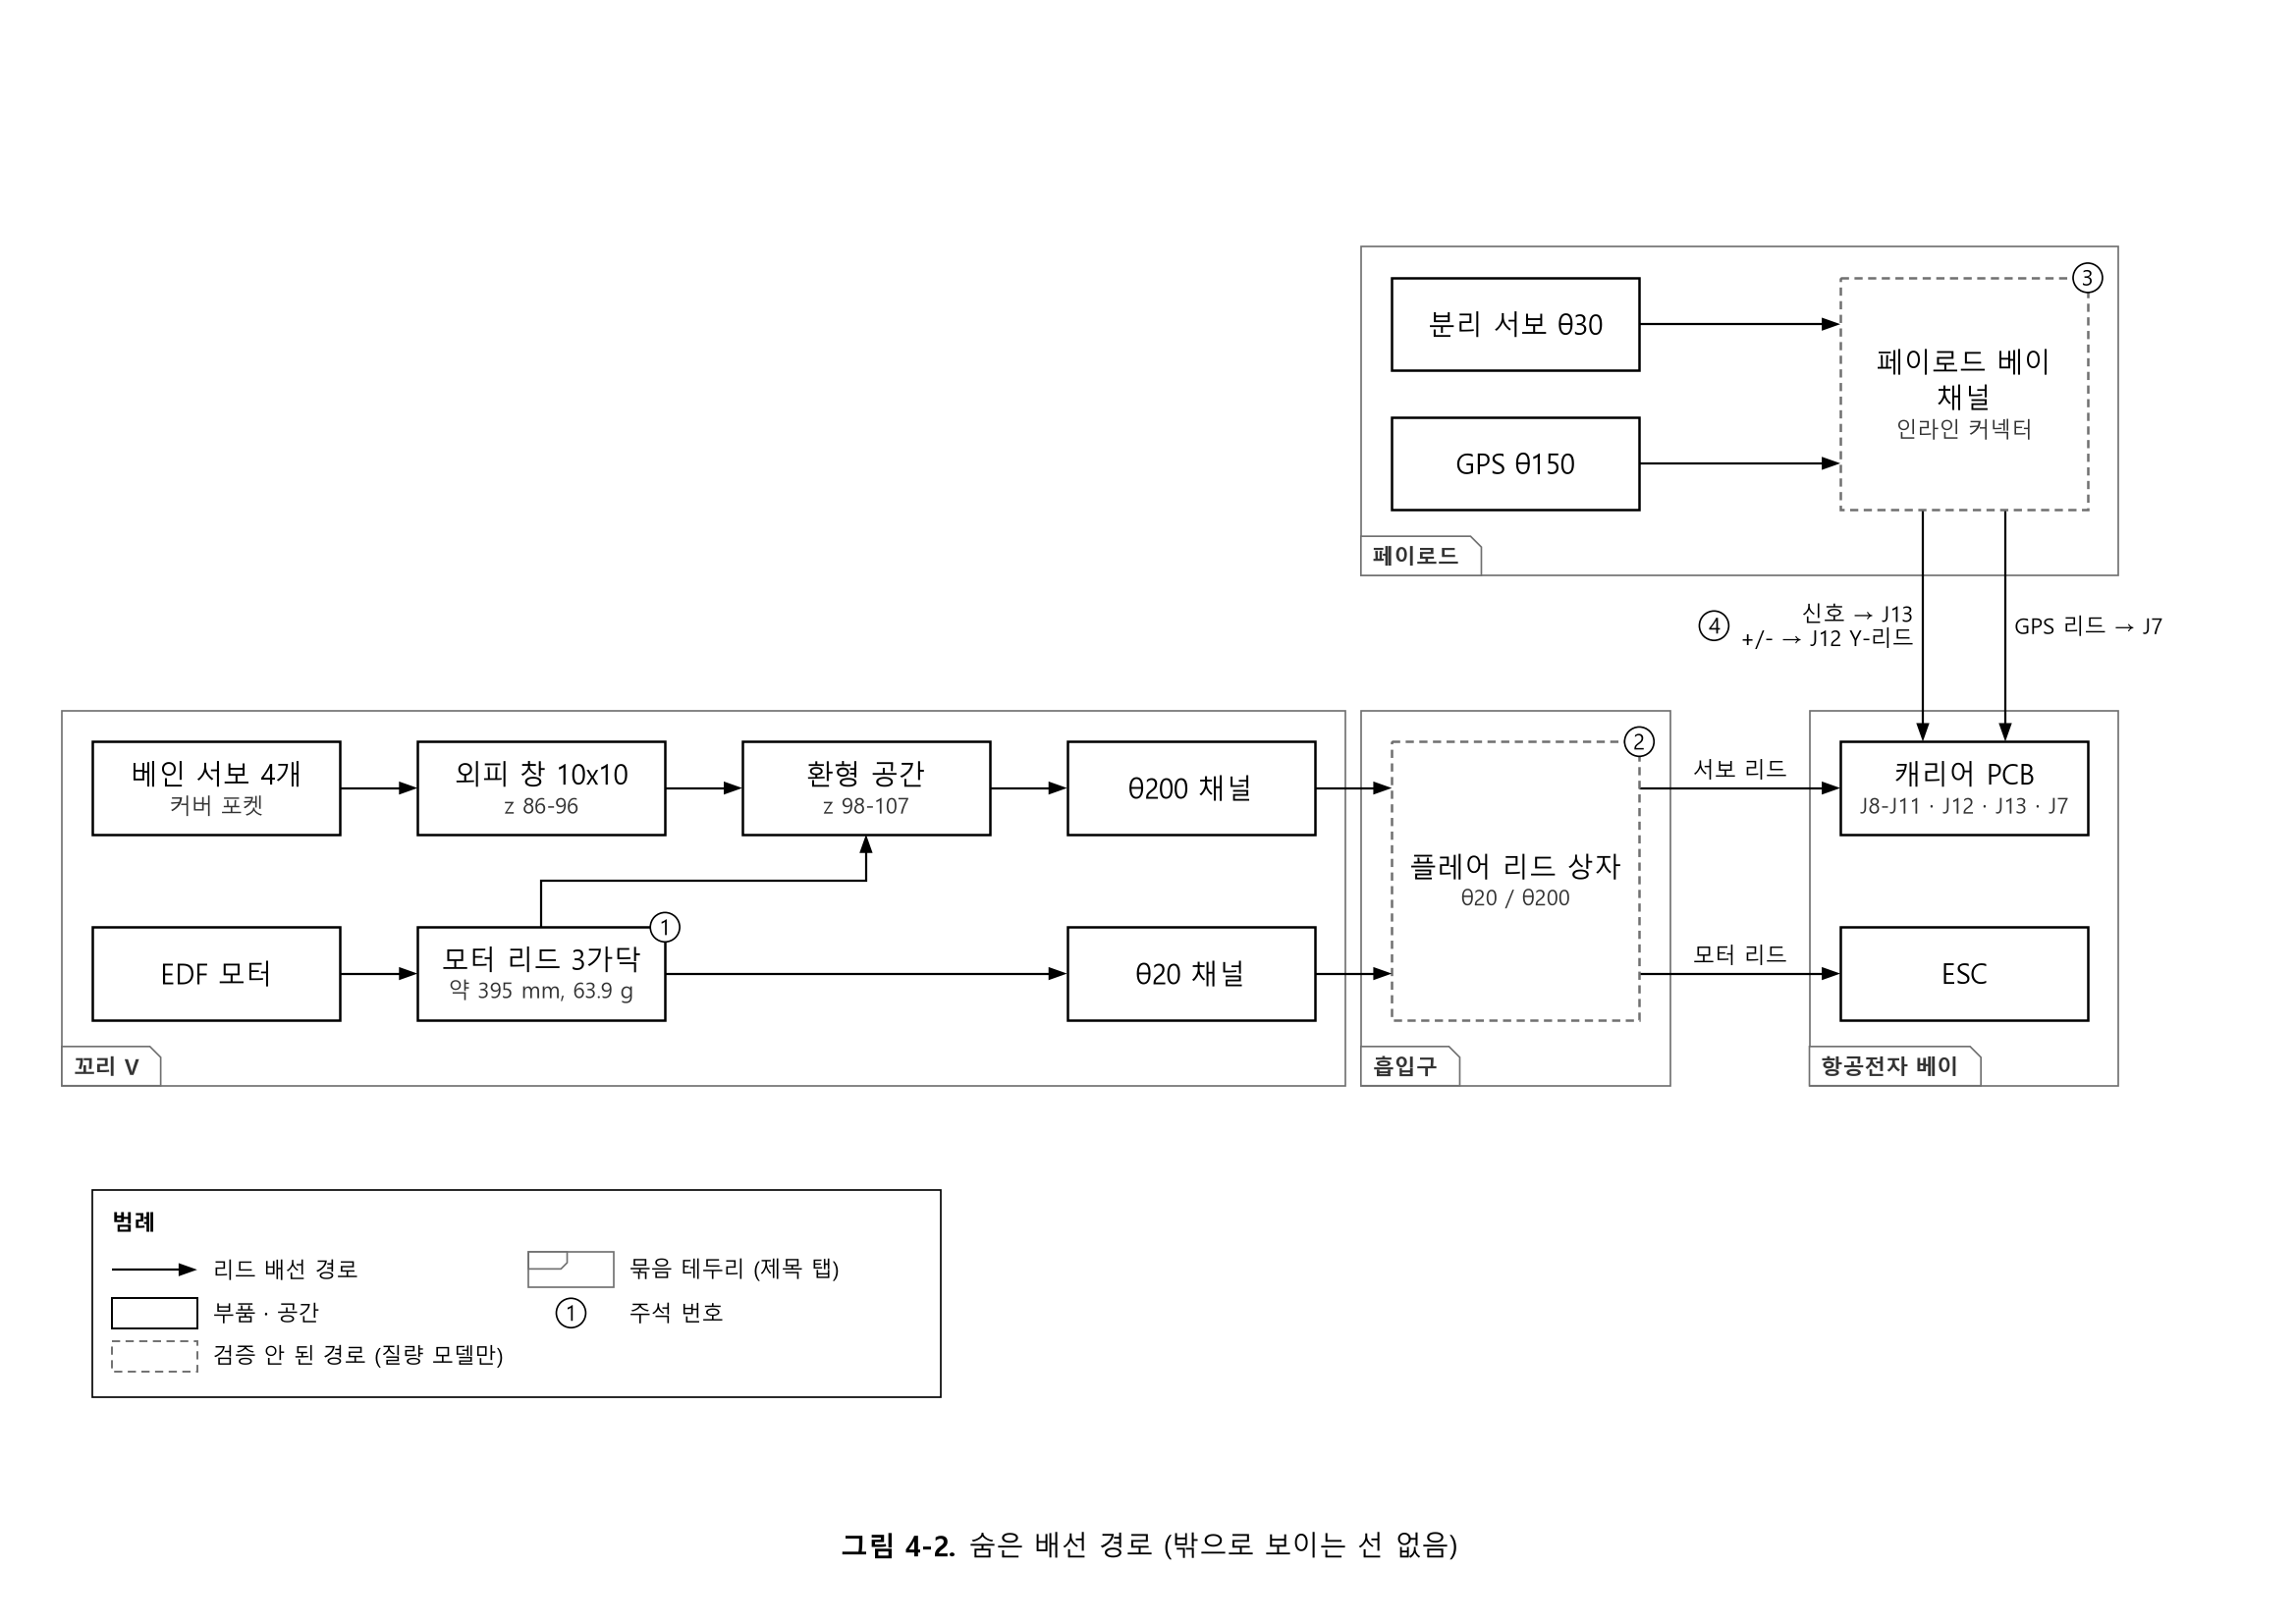 분리 서보 θ30
3
페이로드 베이
채널
인라인 커넥터
GPS θ150
페이로드
4
신호 → J13
+/- → J12 Y-리드
GPS 리드 → J7
베인 서보 4개
커버 포켓
외피 창 10x10
z 86-96
환형 공간
z 98-107
θ200 채널
2
플레어 리드 상자
θ20 / θ200
서보 리드
캐리어 PCB
J8-J11 · J12 · J13 · J7
EDF 모터
모터 리드 3가닥
약 395 mm, 63.9 g
1
θ20 채널
모터 리드
ESC
꼬리 V
흡입구
항공전자 베이
범례
리드 배선 경로
묶음 테두리 (제목 탭)
부품 · 공간
1
주석 번호
검증 안 된 경로 (질량 모델만)
그림 4-2. 숨은 배선 경로 (밖으로 보이는 선 없음)